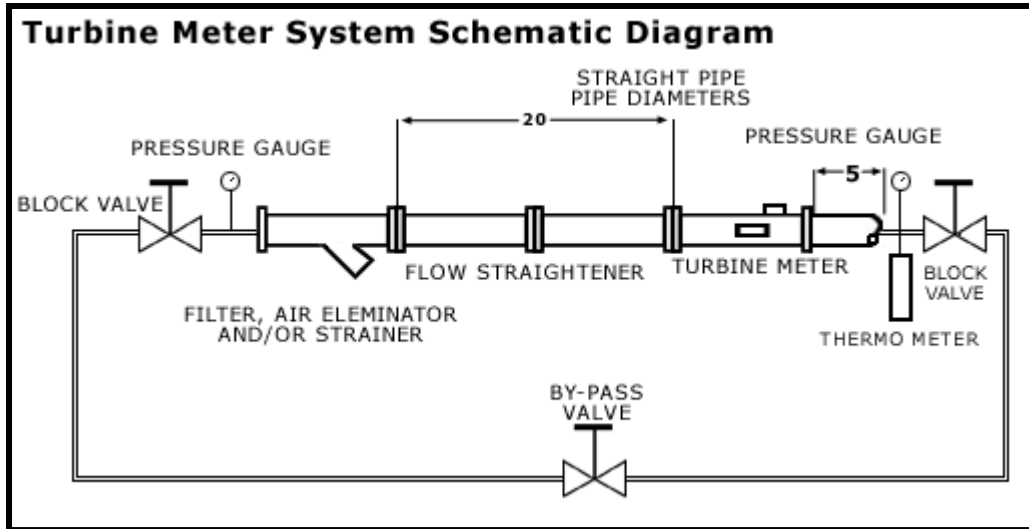 Turbine Meter System Schematic Diagram
STRAIGHT PIPE
PIPE DIAMETERS
20
PRESSURE GAUGE
PRESSURE GAUGE
5
BLOCK VALVE
FLOW STRAIGHTENER
TURBINE METER
BLOCK
VALVE
FILTER, AIR ELEMINATOR
AND/OR STRAINER
THERMO METER
BY-PASS
VALVE